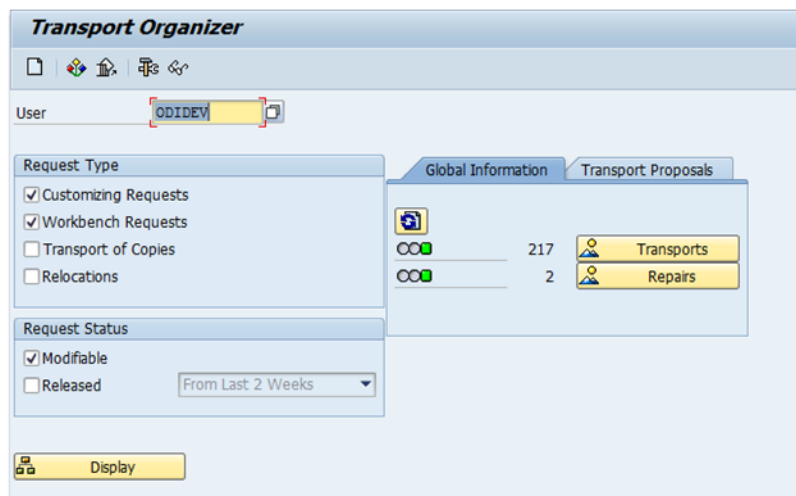 Transport Organizer
User ODIDEV
Request Type
Customizing Requests
Workbench Requests
Transport of Copies
Relocations
Global Information Transport Proposals
217 Transports
2 Repairs
Request Status
Modifiable
Released From Last 2 Weeks
Display